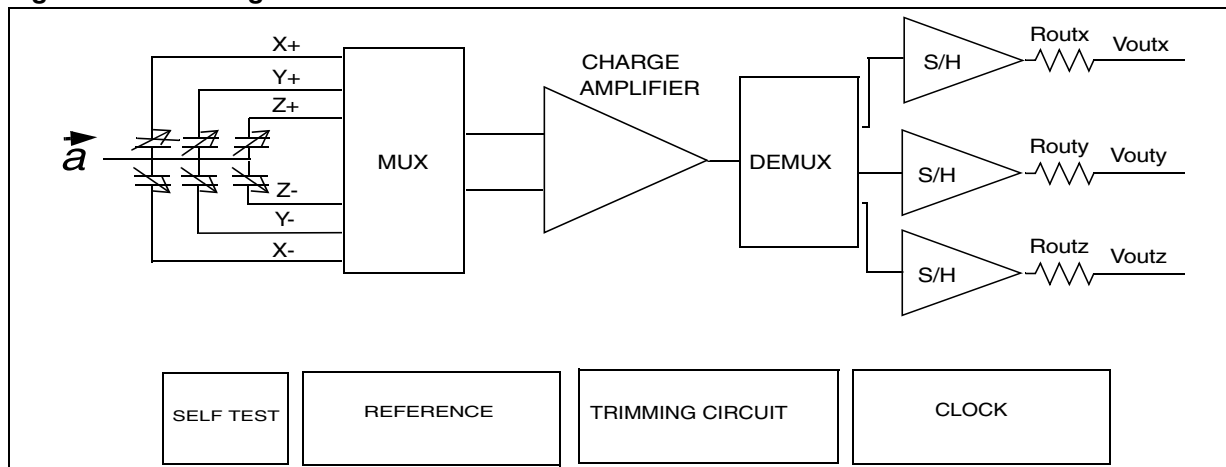 X+
Y+
Z+
a
Z-
Y-
X-
MUX
CHARGE
AMPLIFIER
DEMUX
S/H
Routx
Voutx
S/H
Routy
Vouty
S/H
Routz
Voutz
SELF TEST
REFERENCE
TRIMMING CIRCUIT
CLOCK